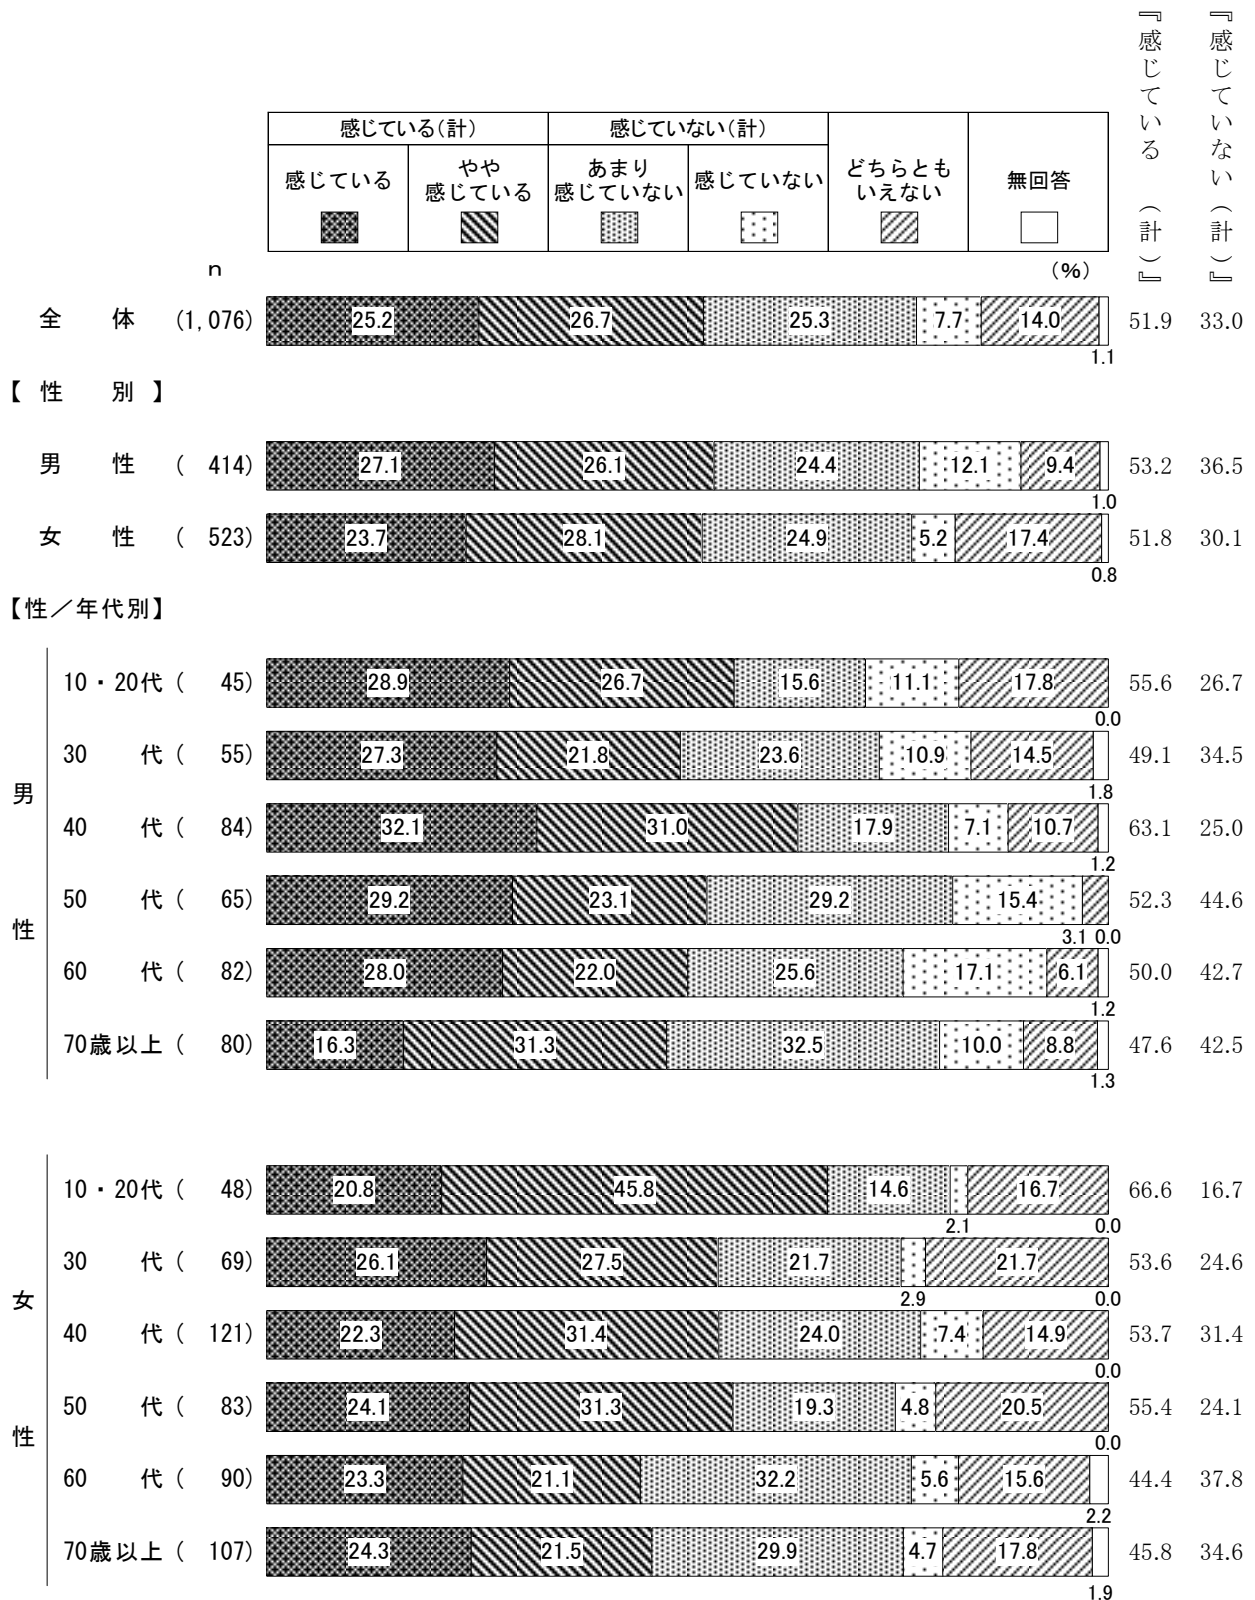 『感じている（計）』
『感じていない（計）』
感じている(計) 感じていない(計)
感じている
やや
感じている
あまり
感じていない
感じていない
どちらとも
いえない
無回答
n (%)
全 体 (1,076) 25.2 26.7 25.3 7.7 14.0 51.9 33.0
1.1
【 性 別 】
男 性 ( 414) 27.1 26.1 24.4 12.1 9.4 53.2 36.5
1.0
女 性 ( 523) 23.7 28.1 24.9 5.2 17.4 51.8 30.1
0.8
【性／年代別】
男性
10・20代 ( 45) 28.9 26.7 15.6 11.1 17.8 55.6 26.7
0.0
30 代 ( 55) 27.3 21.8 23.6 10.9 14.5 49.1 34.5
1.8
40 代 ( 84) 32.1 31.0 17.9 7.1 10.7 63.1 25.0
1.2
50 代 ( 65) 29.2 23.1 29.2 15.4 52.3 44.6
3.1 0.0
60 代 ( 82) 28.0 22.0 25.6 17.1 6.1 50.0 42.7
1.2
70歳以上 ( 80) 16.3 31.3 32.5 10.0 8.8 47.6 42.5
1.3
女性
10・20代 ( 48) 20.8 45.8 14.6 16.7 66.6 16.7
2.1 0.0
30 代 ( 69) 26.1 27.5 21.7 21.7 53.6 24.6
2.9 0.0
40 代 ( 121) 22.3 31.4 24.0 7.4 14.9 53.7 31.4
0.0
50 代 ( 83) 24.1 31.3 19.3 4.8 20.5 55.4 24.1
0.0
60 代 ( 90) 23.3 21.1 32.2 5.6 15.6 44.4 37.8
2.2
70歳以上 ( 107) 24.3 21.5 29.9 4.7 17.8 45.8 34.6
1.9